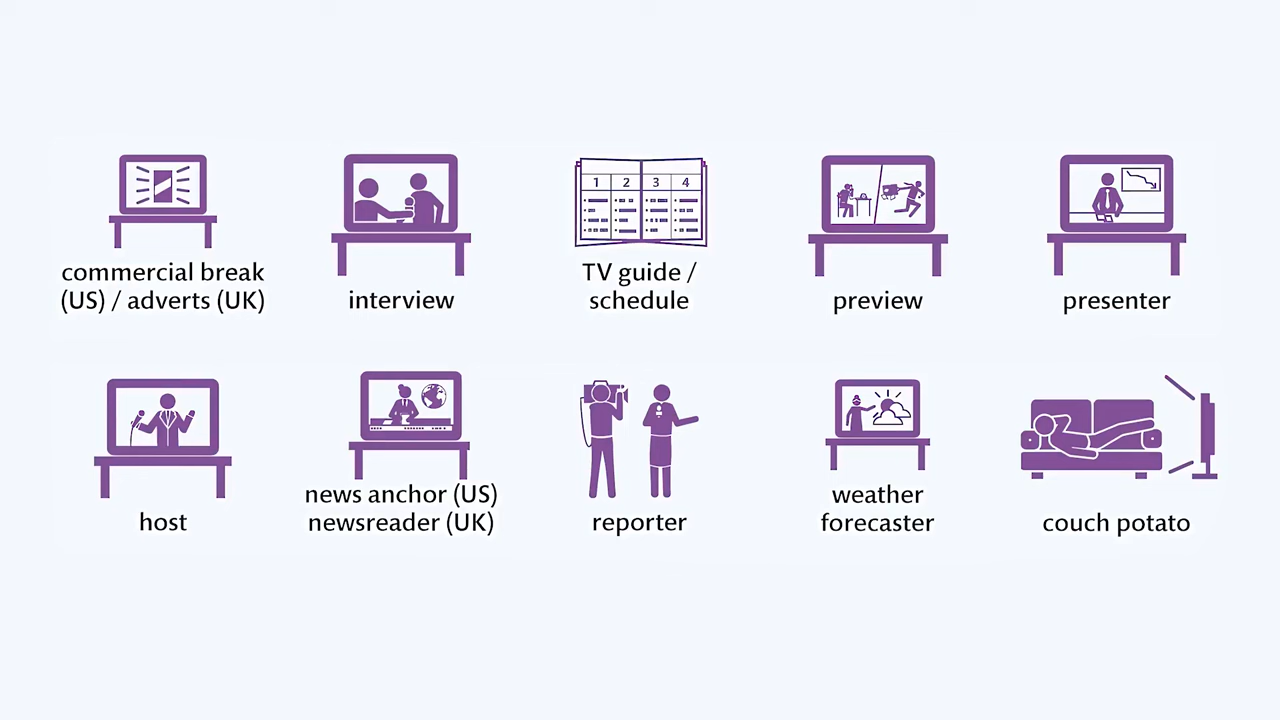 commercial break
(US) / adverts (UK)
interview
1 2 3 4
TV guide /
schedule
preview
presenter
host
news anchor (US)
newsreader (UK)
reporter
weather
forecaster
couch potato